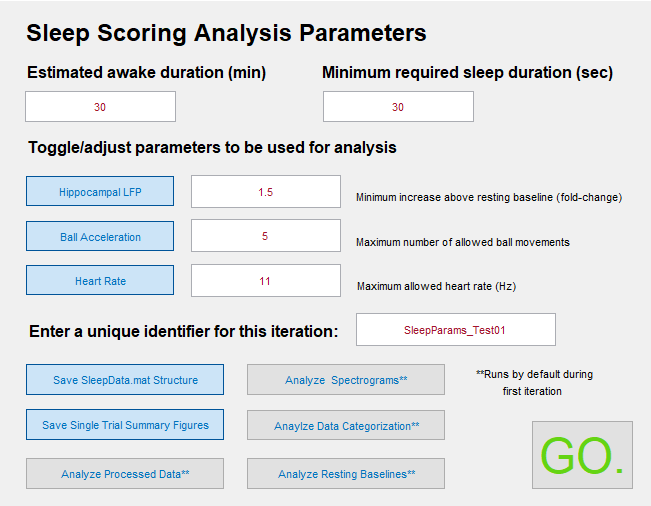 Sleep Scoring Analysis Parameters
Estimated awake duration (min)
Minimum required sleep duration (sec)
30
30
Toggle/adjust parameters to be used for analysis
Hippocampal LFP
1.5
Minimum increase above resting baseline (fold-change)
Ball Acceleration
5
Maximum number of allowed ball movements
Heart Rate
11
Maximum allowed heart rate (Hz)
Enter a unique identifier for this iteration:
SleepParams_Test01
Save SleepData.mat Structure
Analyze  Spectrograms**
**Runs by default during
first iteration
Save Single Trial Summary Figures
Anaylze Data Categorization**
GO.
Analyze Processed Data**
Analyze Resting Baselines**